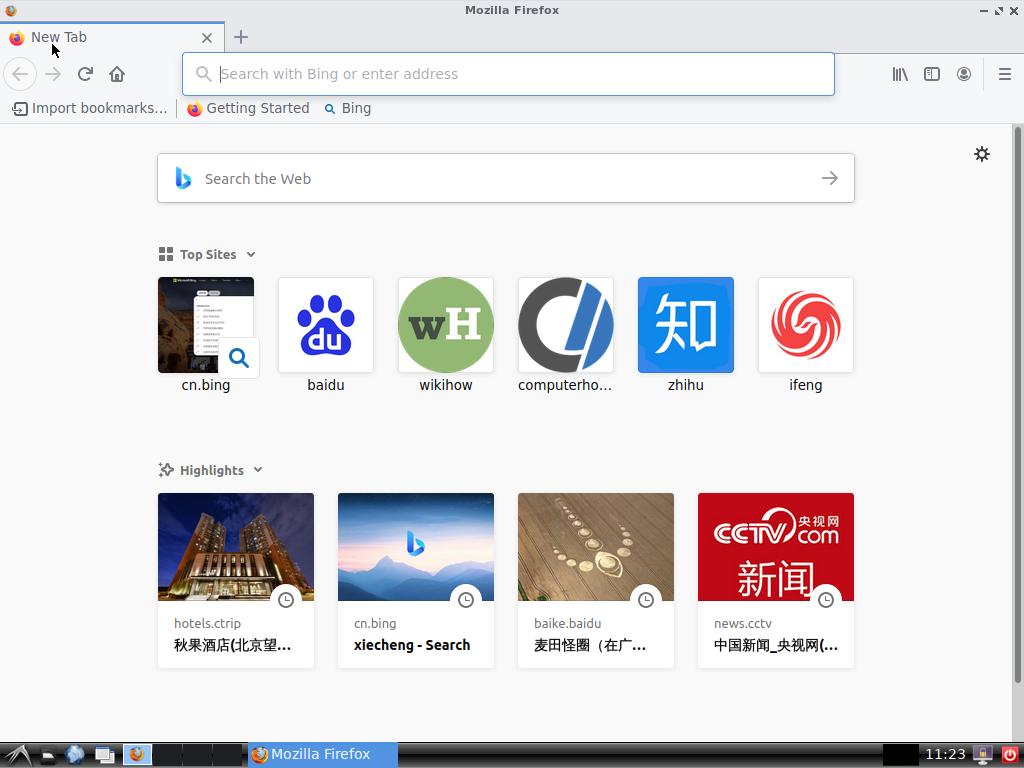 Mozilla Firefox
New Tab
Search with Bing or enter address
Import bookmarks...
Getting Started
Bing
Search the Web
Top Sites
du
wH
知
cn.bing
baidu
wikihow
computerho...
zhihu
ifeng
Highlights
CCTV.com 央视网
新闻
hotels.ctrip
秋果酒店(北京望...
cn.bing
xiecheng - Search
baike.baidu
麦田怪圈（在广...
news.cctv
中国新闻_央视网(...
Mozilla Firefox
11:23